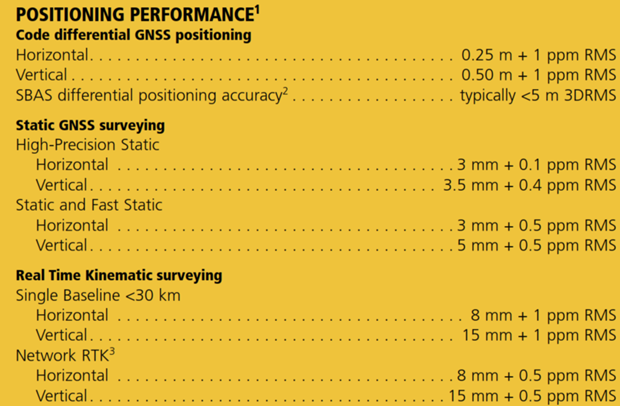 POSITIONING PERFORMANCE¹
Code differential GNSS positioning
Horizontal. . . . . . . . . . . . . . . . . . . . . . . . . . . . . . . . . . . . . . . 0.25 m + 1 ppm RMS
Vertical . . . . . . . . . . . . . . . . . . . . . . . . . . . . . . . . . . . . . . . . . 0.50 m + 1 ppm RMS
SBAS differential positioning accuracy² . . . . . . . . . . . . . . . . . . typically <5 m 3DRMS
Static GNSS surveying
High-Precision Static
Horizontal . . . . . . . . . . . . . . . . . . . . . . . . . . . . . . . . . . . . 3 mm + 0.1 ppm RMS
Vertical. . . . . . . . . . . . . . . . . . . . . . . . . . . . . . . . . . . . . 3.5 mm + 0.4 ppm RMS
Static and Fast Static
Horizontal . . . . . . . . . . . . . . . . . . . . . . . . . . . . . . . . . . . . 3 mm + 0.5 ppm RMS
Vertical. . . . . . . . . . . . . . . . . . . . . . . . . . . . . . . . . . . . . . . 5 mm + 0.5 ppm RMS
Real Time Kinematic surveying
Single Baseline <30 km
Horizontal . . . . . . . . . . . . . . . . . . . . . . . . . . . . . . . . . . . . . 8 mm + 1 ppm RMS
Vertical. . . . . . . . . . . . . . . . . . . . . . . . . . . . . . . . . . . . . . . 15 mm + 1 ppm RMS
Network RTK³
Horizontal . . . . . . . . . . . . . . . . . . . . . . . . . . . . . . . . . . . . 8 mm + 0.5 ppm RMS
Vertical. . . . . . . . . . . . . . . . . . . . . . . . . . . . . . . . . . . . . . 15 mm + 0.5 ppm RMS